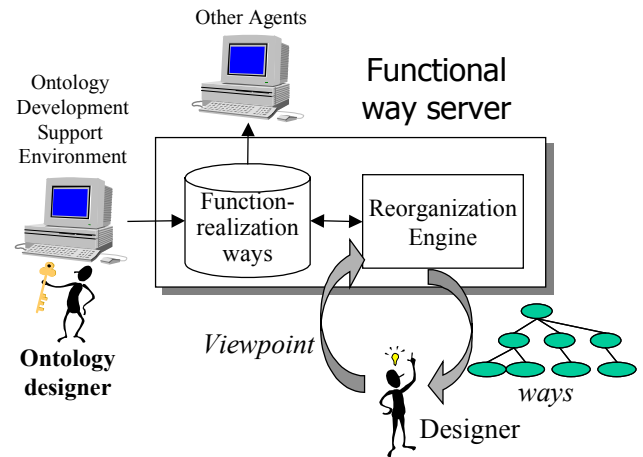 Other Agents
Functional
way server
Ontology
Development
Support
Environment
Function-
realization
ways
Reorganization
Engine
Viewpoint
ways
Ontology
designer
Designer